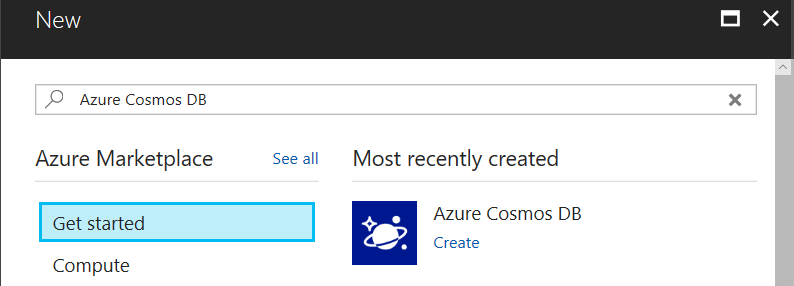 New
Azure Cosmos DB
Azure Marketplace
See all
Get started
Compute
Most recently created
Azure Cosmos DB
Create